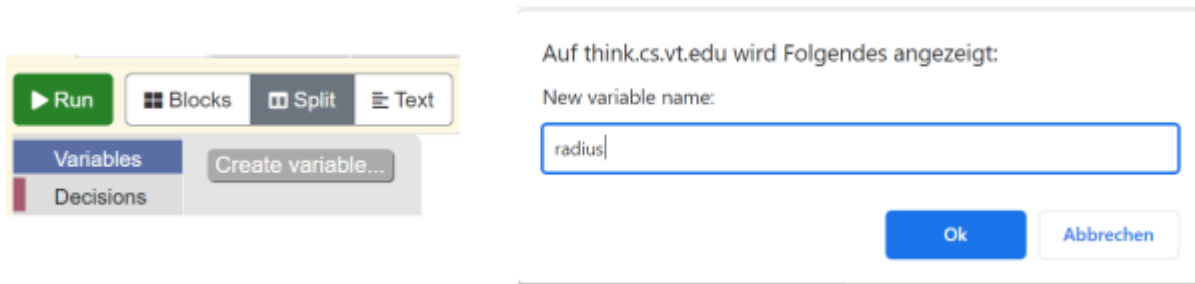 Run Blocks Split Text
Variables Create variable...
Decisions
Auf think.cs.vt.edu wird Folgendes angezeigt:
New variable name:
radius
Ok Abbrechen